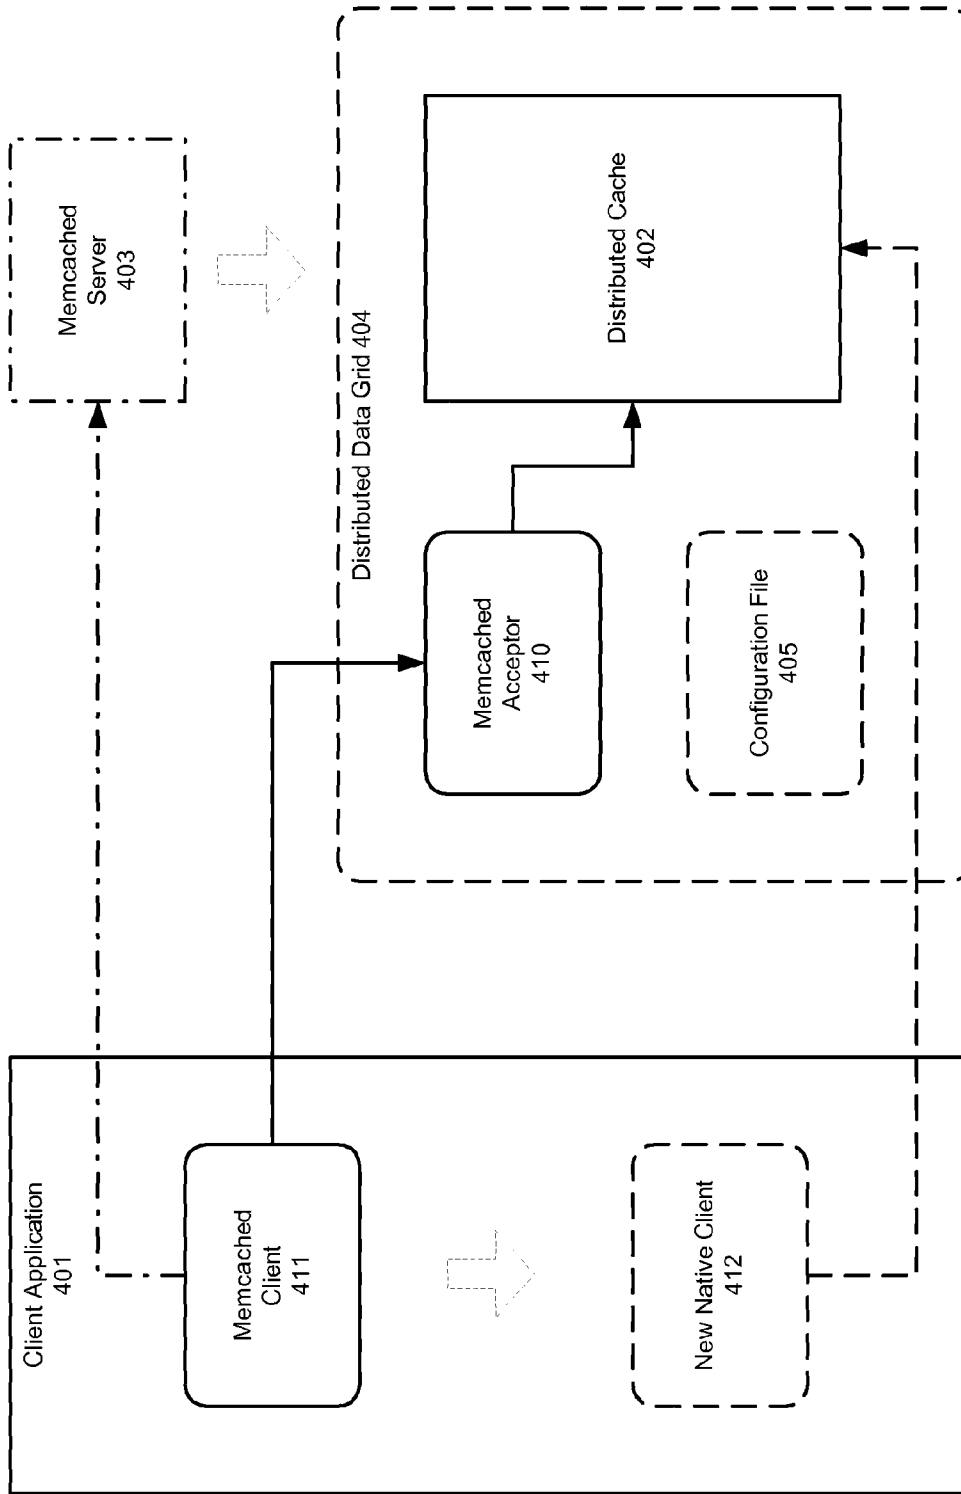 Client Application
401
Memcached
Client
411
New Native Client
412
Memcached
Server
403
Distributed Data Grid 404
Memcached
Acceptor
410
Configuration File
405
Distributed Cache
402